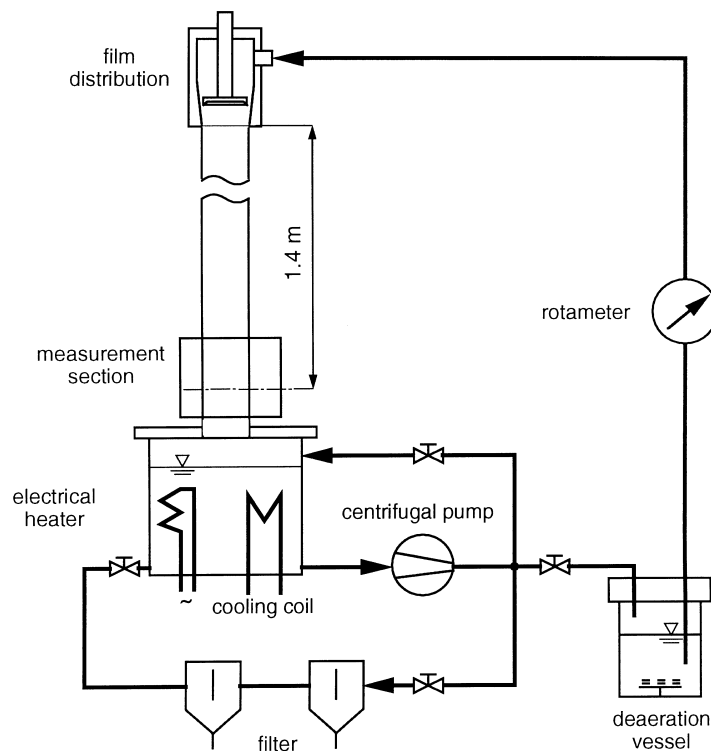 film
distribution
1.4 m
rotameter
measurement
section
electrical
heater
centrifugal pump
~
cooling coil
filter
deaeration
vessel